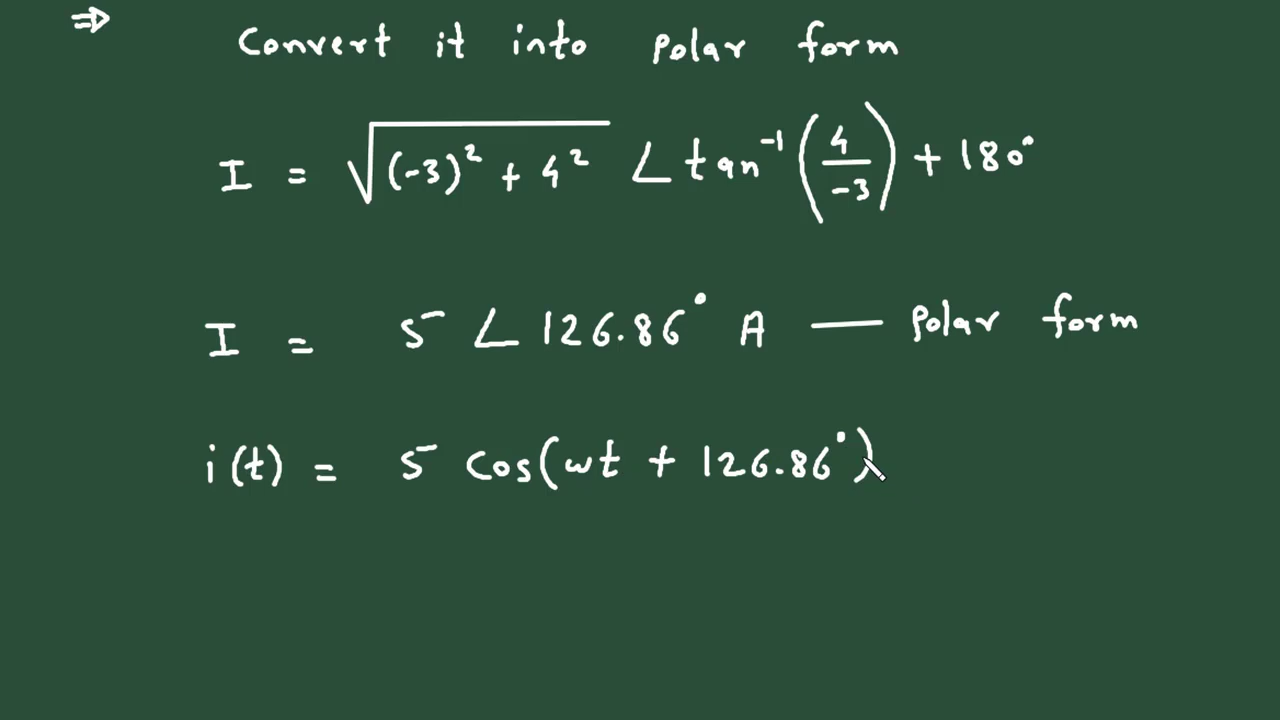 ⇒ Convert it into polar form
I = √((-3)² + 4²) ∠ tan⁻¹(4/-3) + 180°
I = 5 ∠ 126.86° A — Polar form
i(t) = 5 cos(ωt + 126.86°)